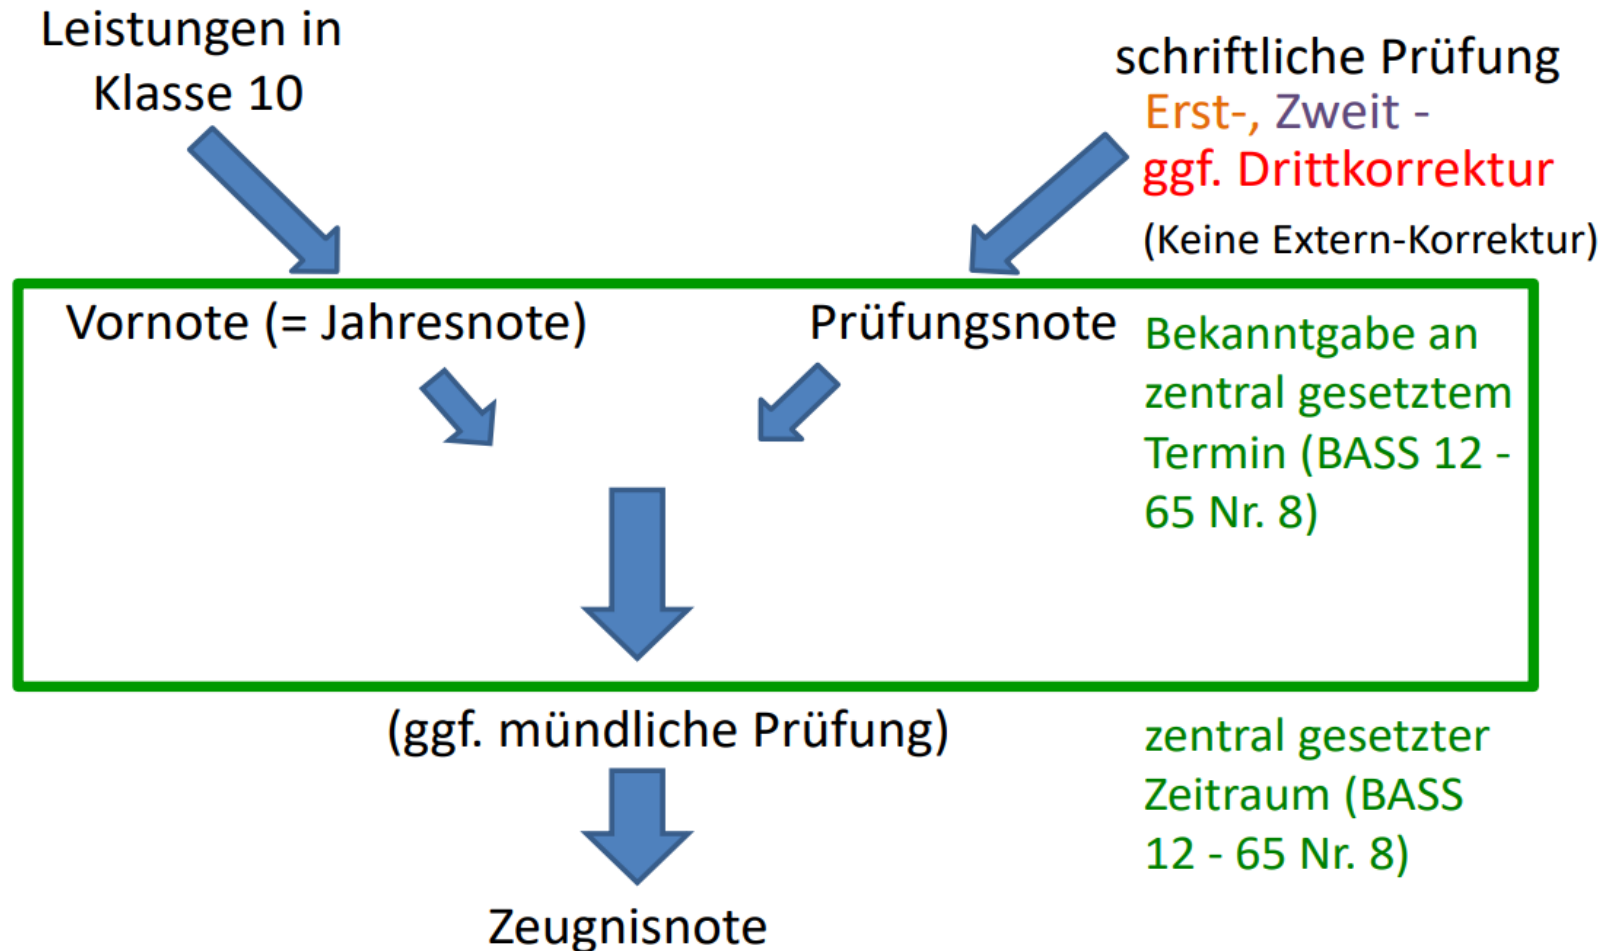 Leistungen in
Klasse 10
schriftliche Prüfung
Erst-, Zweit -
ggf. Drittkorrektur
(Keine Extern-Korrektur)
Vornote (= Jahresnote)
Prüfungsnote
Bekanntgabe an
zentral gesetztem
Termin (BASS 12 -
65 Nr. 8)
(ggf. mündliche Prüfung)
zentral gesetzter
Zeitraum (BASS
12 - 65 Nr. 8)
Zeugnisnote